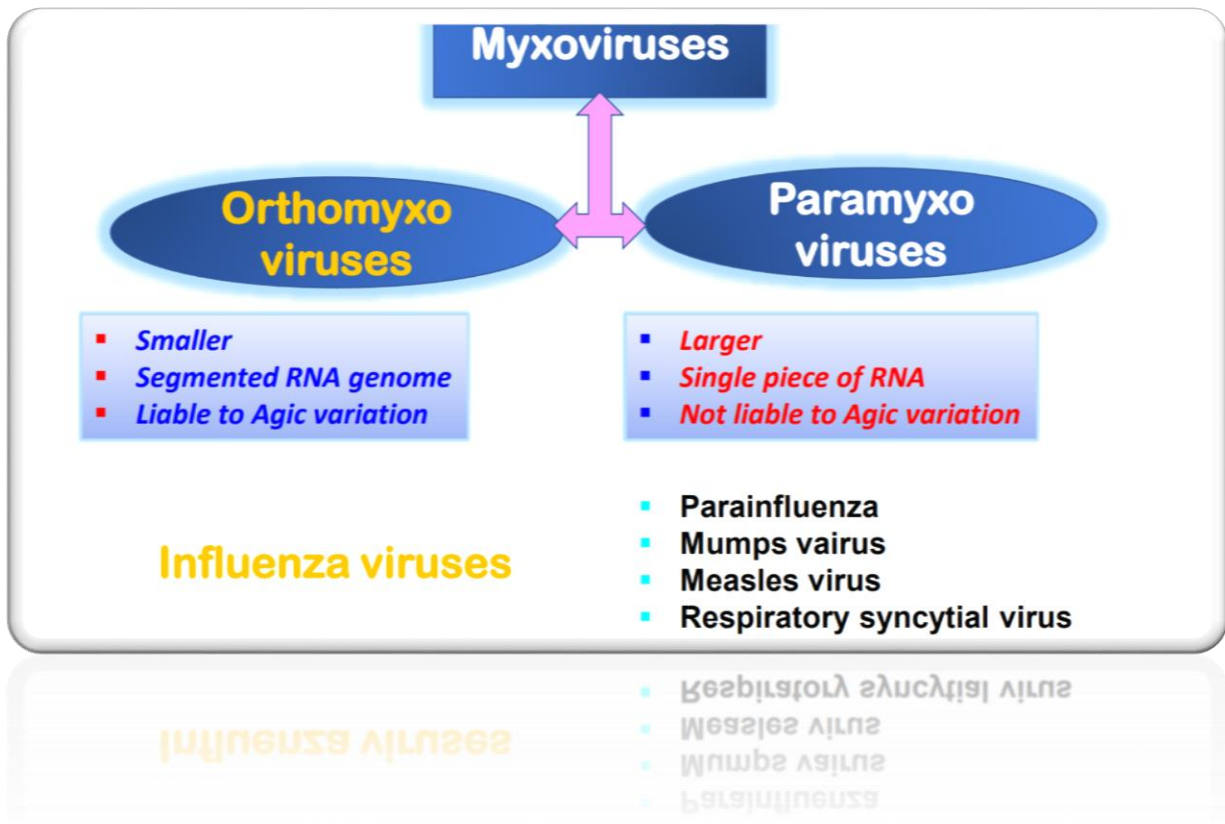 Myxoviruses
Orthomyxo
viruses
Paramyxo
viruses
▪ Smaller
▪ Segmented RNA genome
▪ Liable to Agic variation
▪ Larger
▪ Single piece of RNA
▪ Not liable to Agic variation
Influenza viruses
▪ Parainfluenza
▪ Mumps vairus
▪ Measles virus
▪ Respiratory syncytial virus